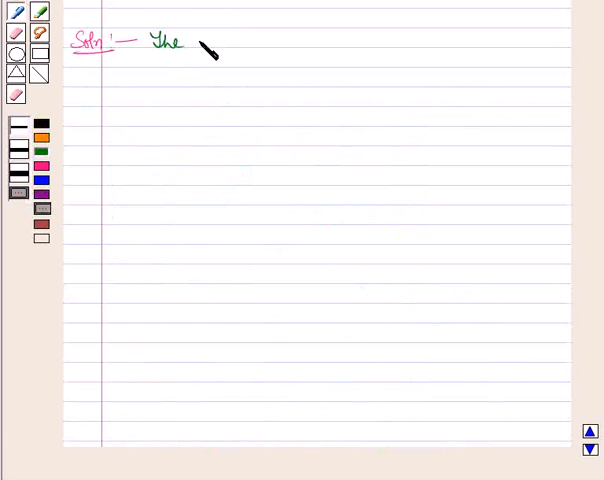 Soln :- The